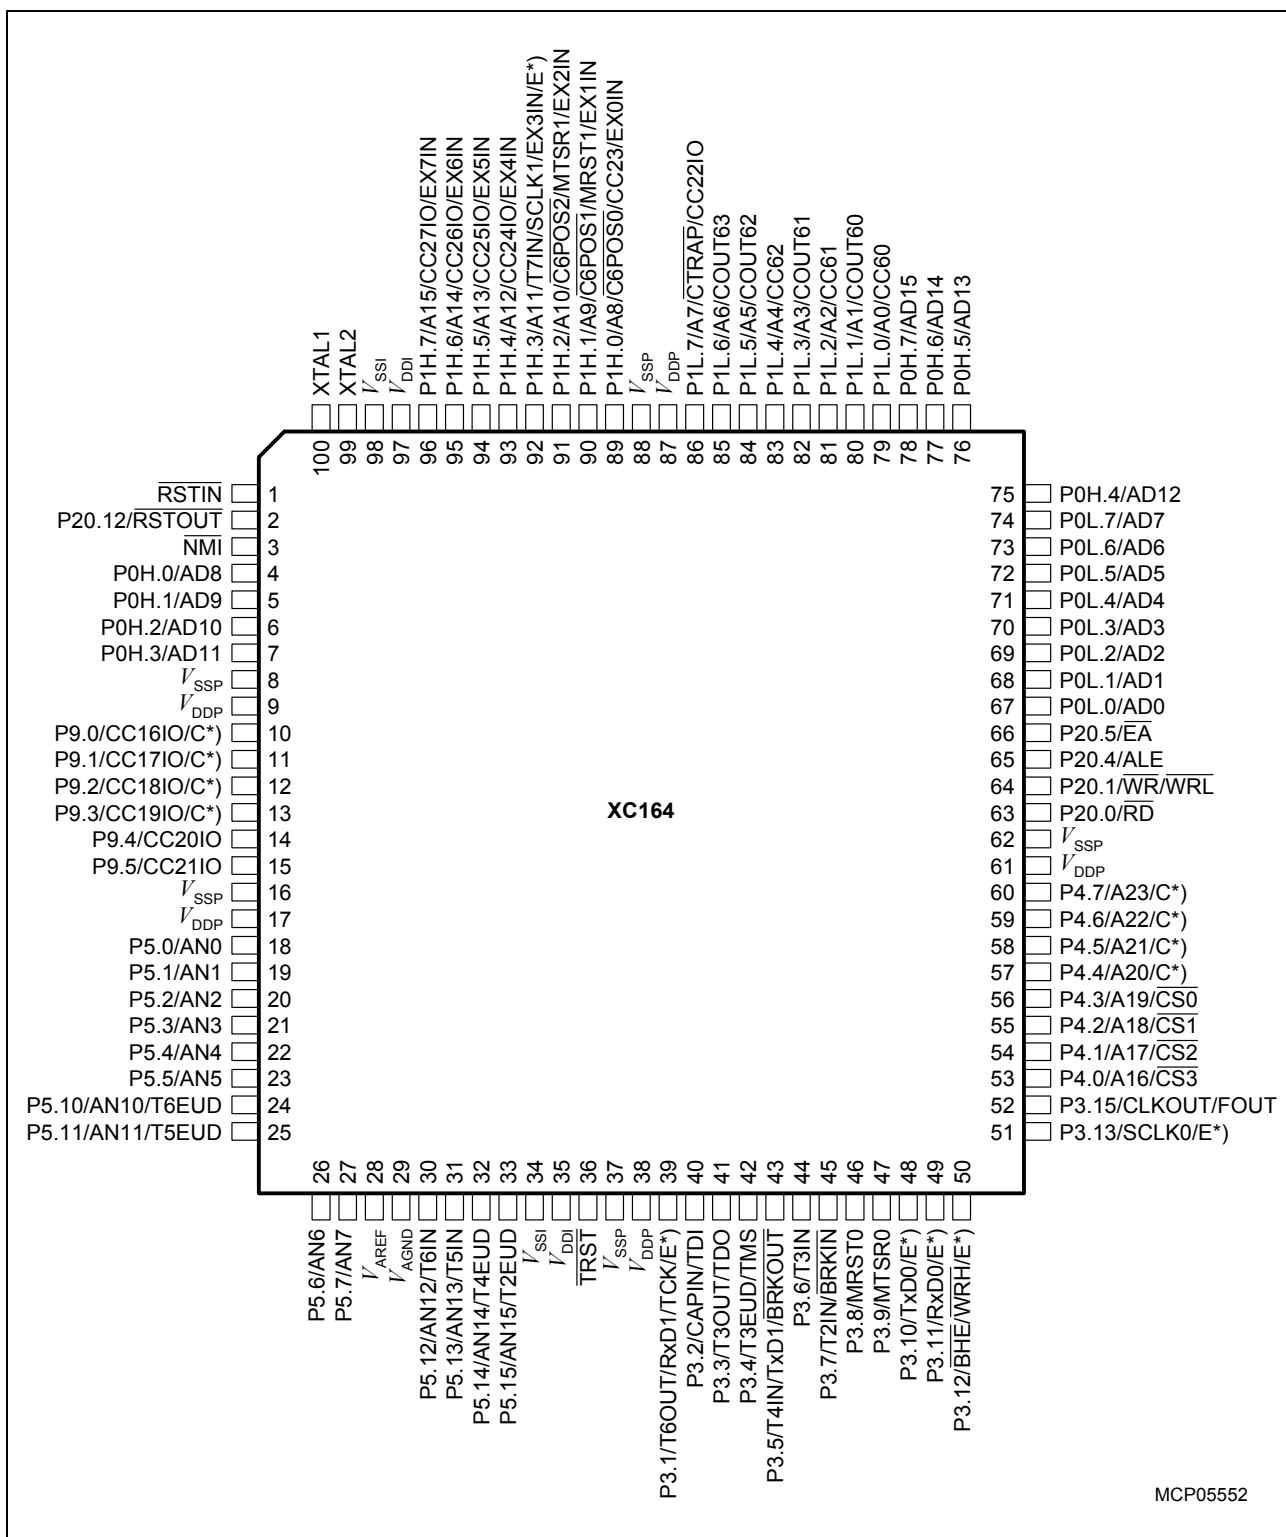 XTAL1
XTAL2
VSSI
VDDI
P1H.7/A15/CC27IO/EX7IN
P1H.6/A14/CC26IO/EX6IN
P1H.5/A13/CC25IO/EX5IN
P1H.4/A12/CC24IO/EX4IN
P1H.3/A11/T7IN/SCLK1/EX3IN/E*)
P1H.2/A10/C6POS2/MTSR1/EX2IN
P1H.1/A9/C6POS1/MRST1/EX1IN
P1H.0/A8/C6POS0/CC23/EX0IN
VSSP
VDDP
P1L.7/A7/CTRAP/CC22IO
P1L.6/A6/COUT63
P1L.5/A5/COUT62
P1L.4/A4/CC62
P1L.3/A3/COUT61
P1L.2/A2/CC61
P1L.1/A1/COUT60
P1L.0/A0/CC60
P0H.7/AD15
P0H.6/AD14
P0H.5/AD13
100
99
98
97
96
95
94
93
92
91
90
89
88
87
86
85
84
83
82
81
80
79
78
77
76
RSTIN 1
P20.12/RSTOUT 2
NMI 3
P0H.0/AD8 4
P0H.1/AD9 5
P0H.2/AD10 6
P0H.3/AD11 7
VSSP 8
VDDP 9
P9.0/CC16IO/C*) 10
P9.1/CC17IO/C*) 11
P9.2/CC18IO/C*) 12
P9.3/CC19IO/C*) 13
P9.4/CC20IO 14
P9.5/CC21IO 15
VSSP 16
VDDP 17
P5.0/AN0 18
P5.1/AN1 19
P5.2/AN2 20
P5.3/AN3 21
P5.4/AN4 22
P5.5/AN5 23
P5.10/AN10/T6EUD 24
P5.11/AN11/T5EUD 25
XC164
75 P0H.4/AD12
74 P0L.7/AD7
73 P0L.6/AD6
72 P0L.5/AD5
71 P0L.4/AD4
70 P0L.3/AD3
69 P0L.2/AD2
68 P0L.1/AD1
67 P0L.0/AD0
66 P20.5/EA
65 P20.4/ALE
64 P20.1/WR/WRL
63 P20.0/RD
62 VSSP
61 VDDP
60 P4.7/A23/C*)
59 P4.6/A22/C*)
58 P4.5/A21/C*)
57 P4.4/A20/C*)
56 P4.3/A19/CS0
55 P4.2/A18/CS1
54 P4.1/A17/CS2
53 P4.0/A16/CS3
52 P3.15/CLKOUT/FOUT
51 P3.13/SCLK0/E*)
26
27
28
29
30
31
32
33
34
35
36
37
38
39
40
41
42
43
44
45
46
47
48
49
50
P5.6/AN6
P5.7/AN7
VAREF
VAGND
P5.12/AN12/T6IN
P5.13/AN13/T5IN
P5.14/AN14/T4EUD
P5.15/AN15/T2EUD
VSSI
VDDI
TRST
VSSP
VDDP
P3.1/T6OUT/RxD1/TCK/E*)
P3.2/CAPIN/TDI
P3.3/T3OUT/TDO
P3.4/T3EUD/TMS
P3.5/T4IN/TxD1/BRKOUT
P3.6/T3IN
P3.7/T2IN/BRKIN
P3.8/MRST0
P3.9/MTSR0
P3.10/TxD0/E*)
P3.11/RxD0/E*)
P3.12/BHE/WRH/E*)
MCP05552